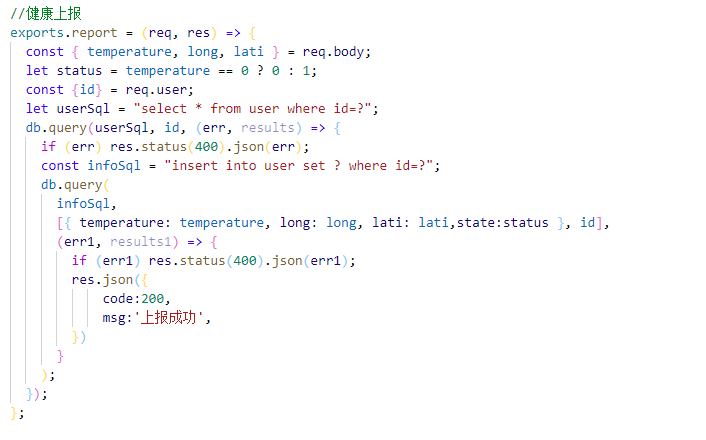 //健康上报
exports.report = (req, res) => {
  const { temperature, long, lati } = req.body;
  let status = temperature == 0 ? 0 : 1;
  const {id} = req.user;
  let userSql = "select * from user where id=?";
  db.query(userSql, id, (err, results) => {
    if (err) res.status(400).json(err);
    const infoSql = "insert into user set ? where id=?";
    db.query(
      infoSql,
      [{ temperature: temperature, long: long, lati: lati,state:status }, id],
      (err1, results1) => {
        if (err1) res.status(400).json(err1);
        res.json({
            code:200,
            msg:'上报成功',
        })
      }
    );
  });
};